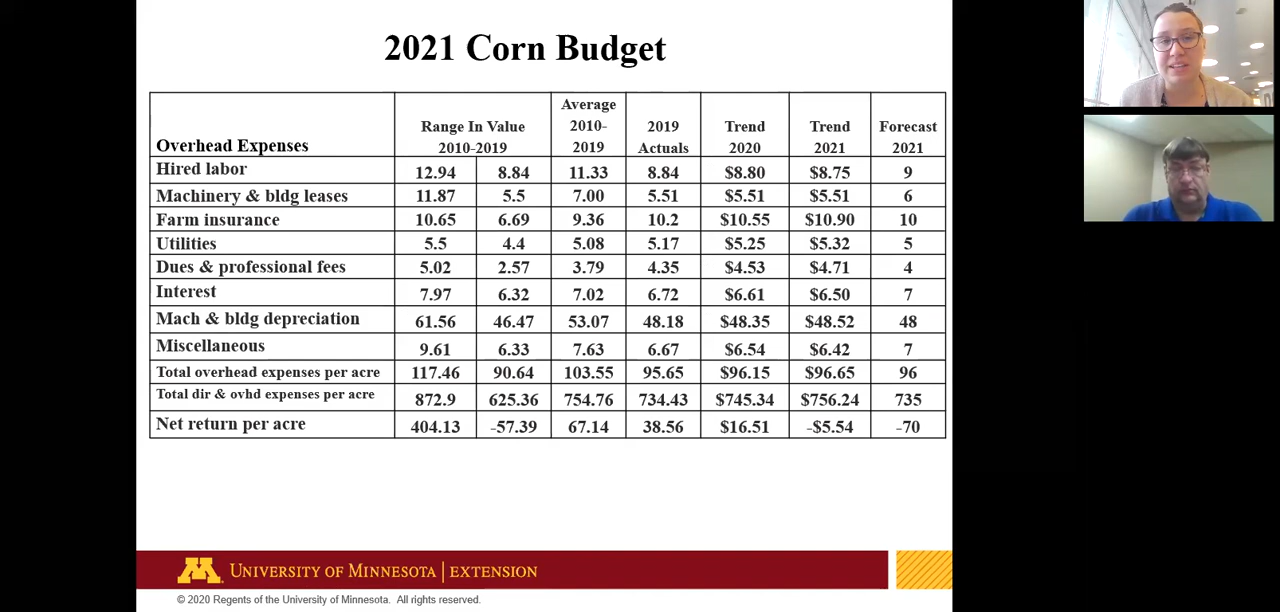 2021 Corn Budget
Overhead Expenses Range In Value 2010-2019 Average 2010-2019 2019 Actuals Trend 2020 Trend 2021 Forecast 2021
Hired labor 12.94 8.84 11.33 8.84 $8.80 $8.75 9
Machinery & bldg leases 11.87 5.5 7.00 5.51 $5.51 $5.51 6
Farm insurance 10.65 6.69 9.36 10.2 $10.55 $10.90 10
Utilities 5.5 4.4 5.08 5.17 $5.25 $5.32 5
Dues & professional fees 5.02 2.57 3.79 4.35 $4.53 $4.71 4
Interest 7.97 6.32 7.02 6.72 $6.61 $6.50 7
Mach & bldg depreciation 61.56 46.47 53.07 48.18 $48.35 $48.52 48
Miscellaneous 9.61 6.33 7.63 6.67 $6.54 $6.42 7
Total overhead expenses per acre 117.46 90.64 103.55 95.65 $96.15 $96.65 96
Total dir & ovhd expenses per acre 872.9 625.36 754.76 734.43 $745.34 $756.24 735
Net return per acre 404.13 -57.39 67.14 38.56 $16.51 -$5.54 -70
M UNIVERSITY OF MINNESOTA | EXTENSION
© 2020 Regents of the University of Minnesota. All rights reserved.